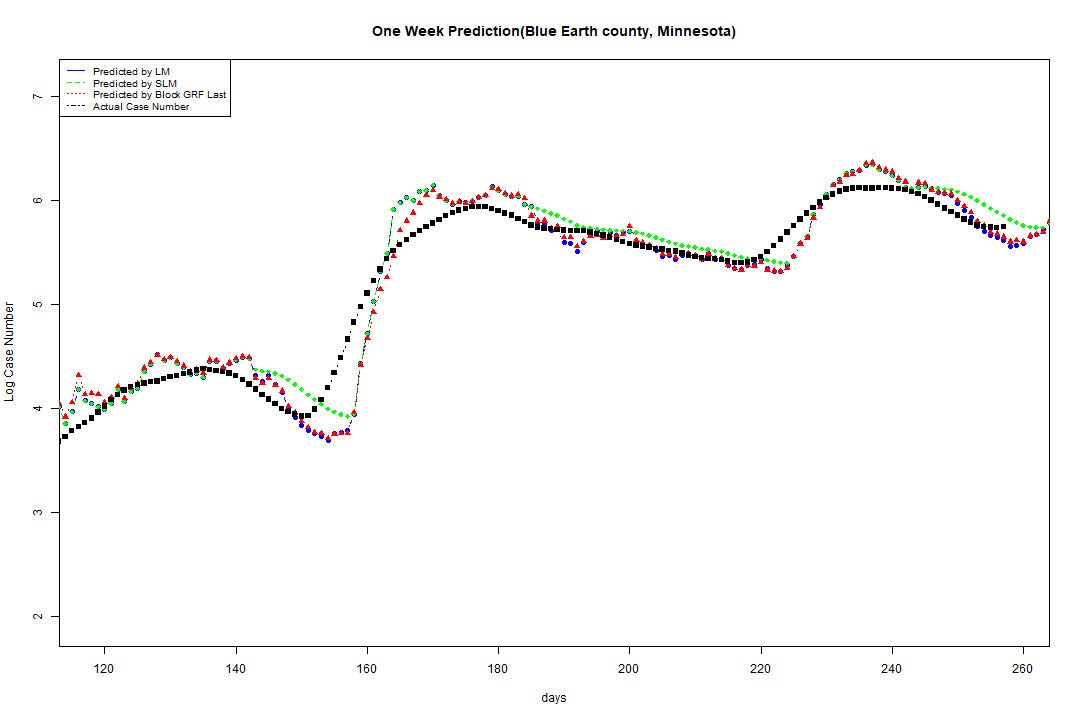 One Week Prediction(Blue Earth county, Minnesota)
Predicted by LM
Predicted by SLM
Predicted by Block GRF Last
Actual Case Number
7
6
5
4
3
2
Log Case Number
120 140 160 180 200 220 240 260
days